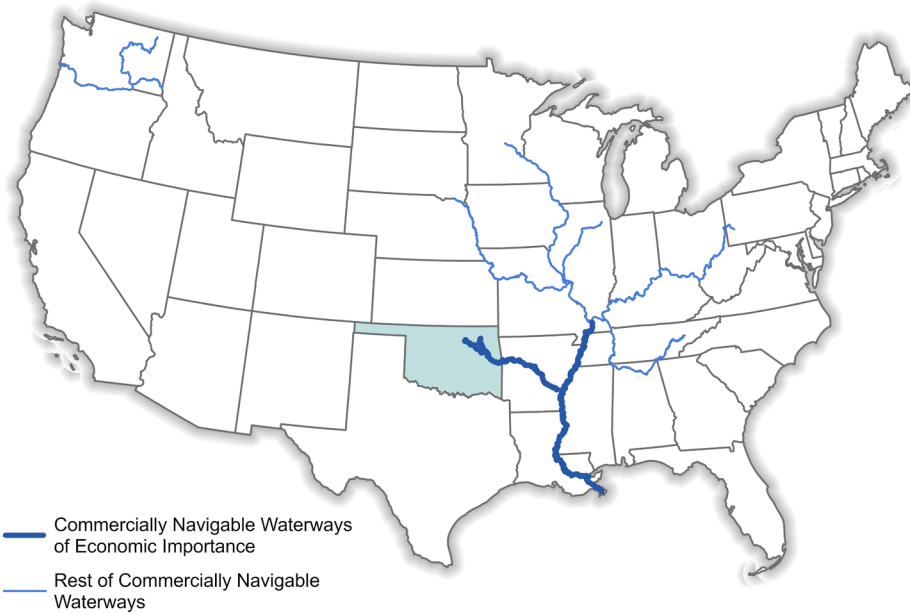 Commercially Navigable Waterways
of Economic Importance
Rest of Commercially Navigable
Waterways